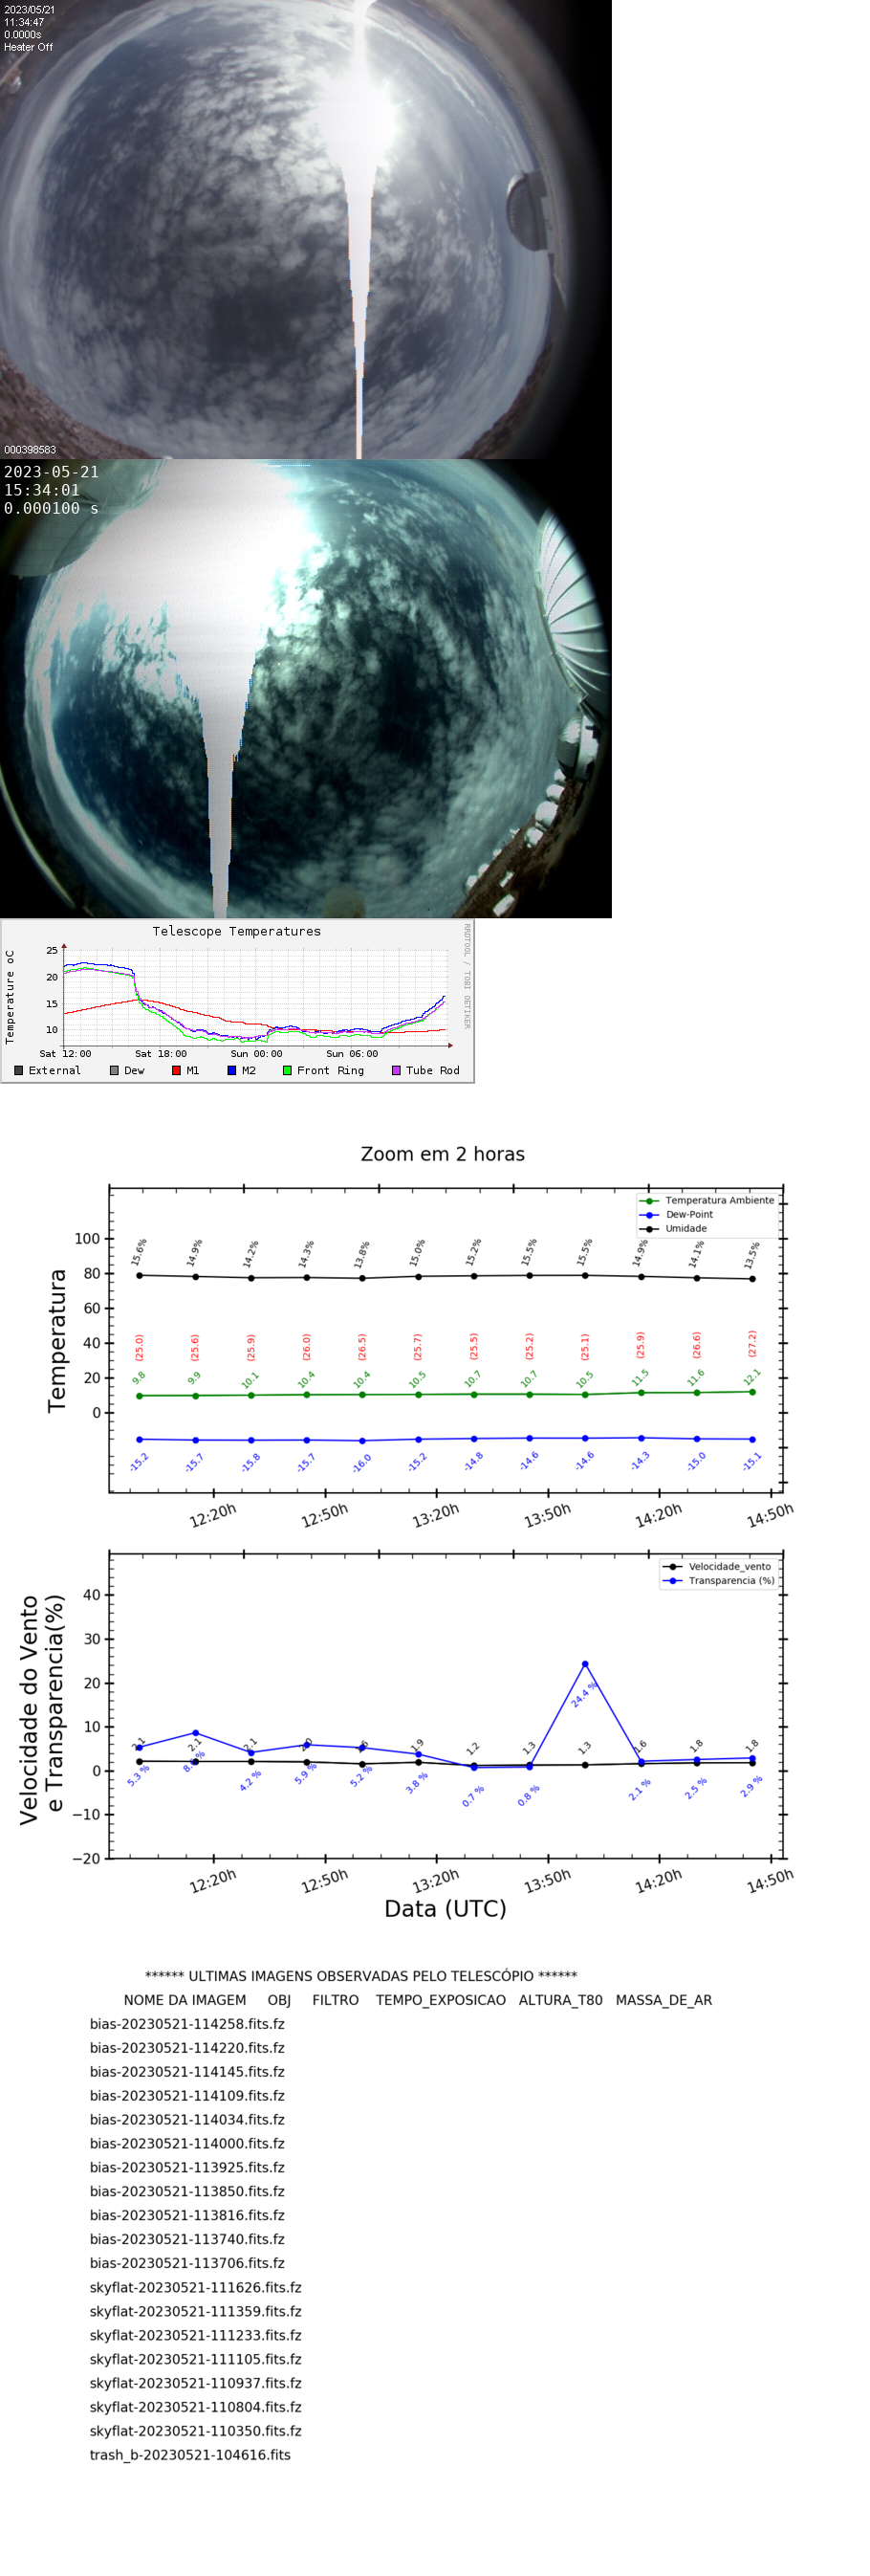 2023/05/21
11:34:47
0.0000s
Heater Off
000398583
2023-05-21
15:34:01
0.000100 s
Telescope Temperatures
RRDTOOL / TOBI OETIKER
Temperature oC
25
20
15
10
Sat 12:00 Sat 18:00 Sun 00:00 Sun 06:00
External Dew M1 M2 Front Ring Tube Rod
Zoom em 2 horas
Temperatura Ambiente
Dew-Point
Umidade
Temperatura
100
80
60
40
20
0
15.6% 14.9% 14.2% 14.3% 13.8% 15.0% 15.2% 15.5% 15.5% 14.9% 14.1% 13.5%
(25.0) (25.6) (25.9) (26.0) (26.5) (25.7) (25.5) (25.2) (25.1) (25.9) (26.6) (27.2)
9.8 9.9 10.1 10.4 10.4 10.5 10.7 10.7 10.5 11.5 11.6 12.1
-15.2 -15.7 -15.8 -15.7 -16.0 -15.2 -14.8 -14.6 -14.6 -14.3 -15.0 -15.1
12:20h 12:50h 13:20h 13:50h 14:20h 14:50h
Velocidade_vento
Transparencia (%)
Velocidade do Vento
e Transparencia(%)
40
30
20
10
0
−10
−20
2.1 2.1 2.1 1.9 1.2 1.3 1.3 1.6 1.8 1.8
5.3 % 4.2 % 5.9 % 5.2 % 3.8 % 0.7 % 0.8 % 24.4 % 2.1 % 2.5 % 2.9 %
12:20h 12:50h 13:20h 13:50h 14:20h 14:50h
Data (UTC)
****** ULTIMAS IMAGENS OBSERVADAS PELO TELESCÓPIO ******
NOME DA IMAGEM OBJ FILTRO TEMPO_EXPOSICAO ALTURA_T80 MASSA_DE_AR
bias-20230521-114258.fits.fz
bias-20230521-114220.fits.fz
bias-20230521-114145.fits.fz
bias-20230521-114109.fits.fz
bias-20230521-114034.fits.fz
bias-20230521-114000.fits.fz
bias-20230521-113925.fits.fz
bias-20230521-113850.fits.fz
bias-20230521-113816.fits.fz
bias-20230521-113740.fits.fz
bias-20230521-113706.fits.fz
skyflat-20230521-111626.fits.fz
skyflat-20230521-111359.fits.fz
skyflat-20230521-111233.fits.fz
skyflat-20230521-111105.fits.fz
skyflat-20230521-110937.fits.fz
skyflat-20230521-110804.fits.fz
skyflat-20230521-110350.fits.fz
trash_b-20230521-104616.fits